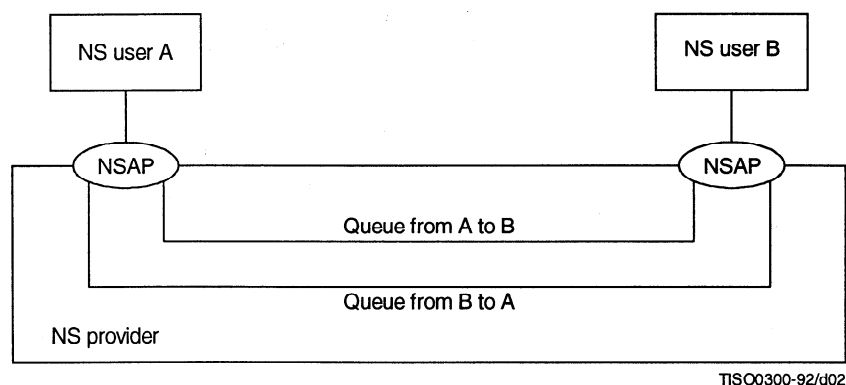 NS user A
NS user B
NSAP
NSAP
Queue from A to B
Queue from B to A
NS provider
TISO0300-92/d02